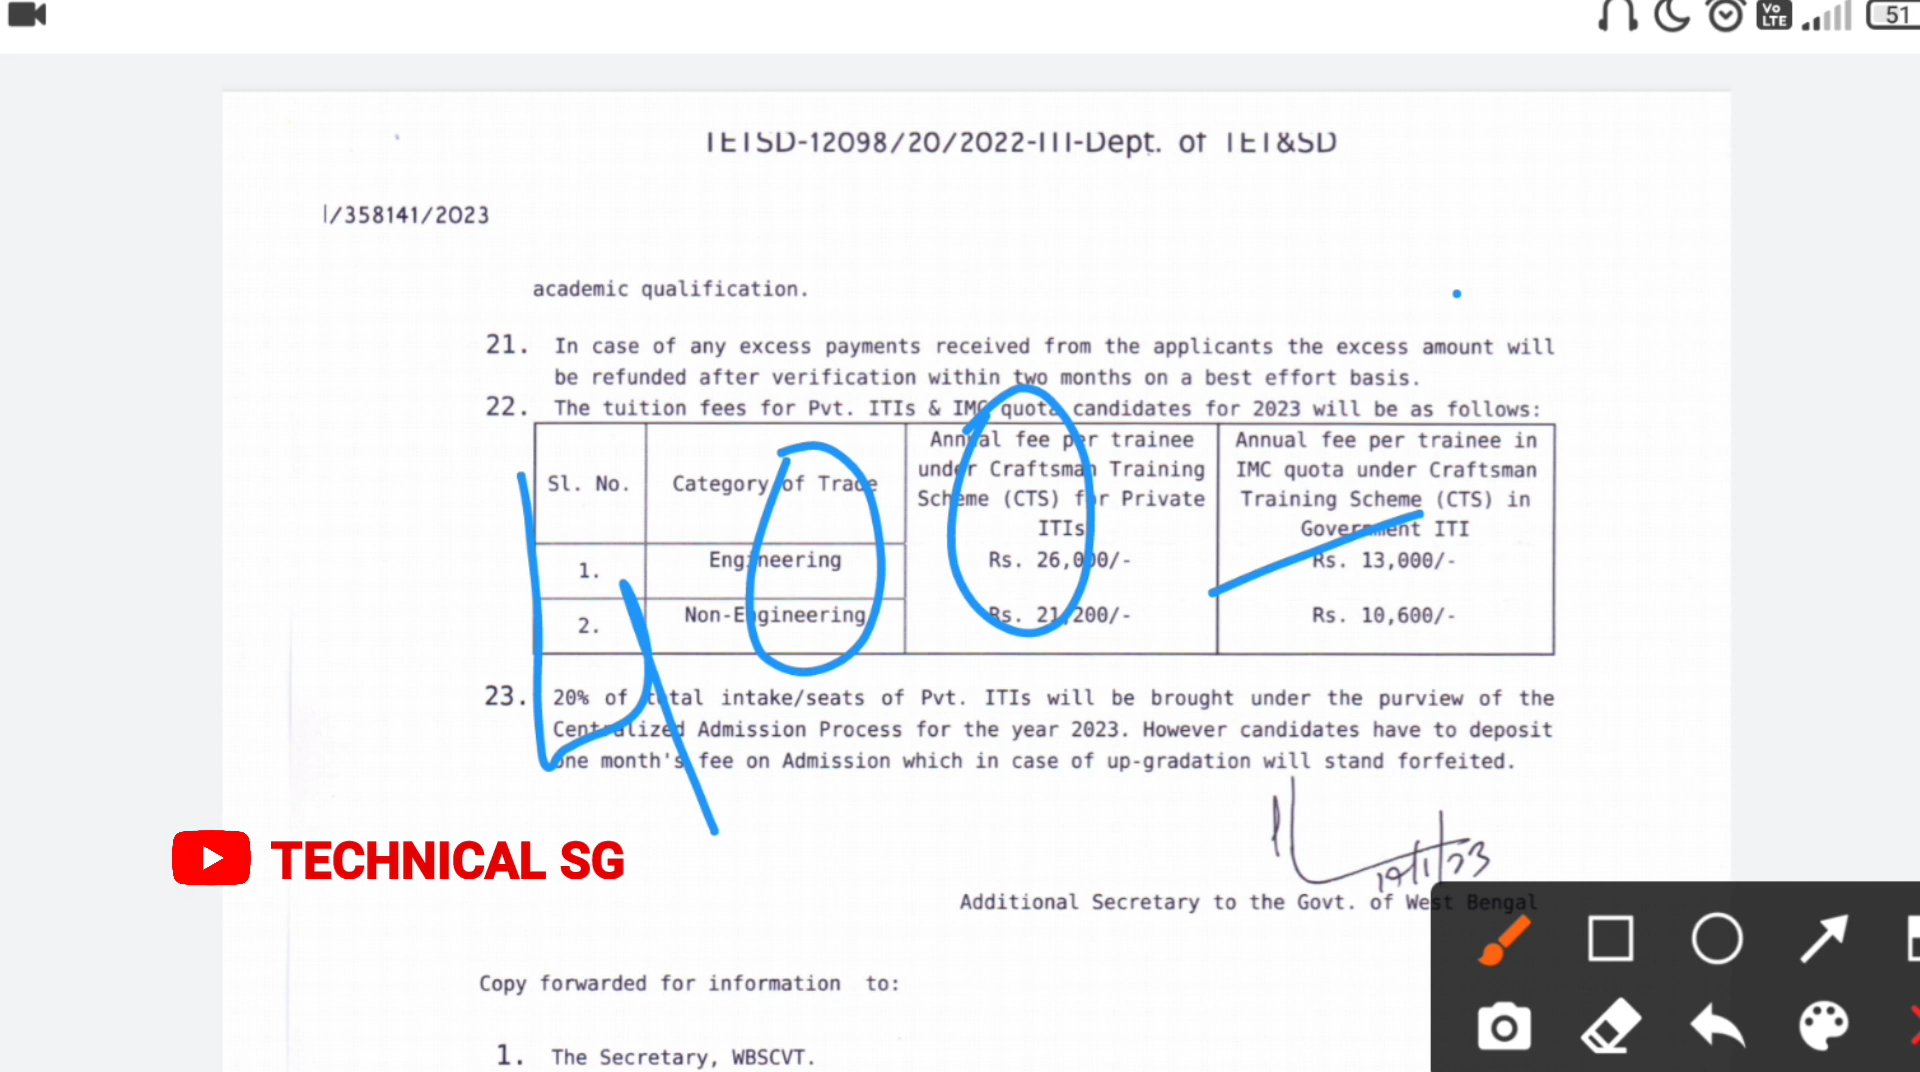 Vo
LTE
51
TETSD-12098/20/2022-ITI-Dept. of TET&SD
I/358141/2023
academic qualification.
21. In case of any excess payments received from the applicants the excess amount will
be refunded after verification within two months on a best effort basis.
22. The tuition fees for Pvt. ITIs & IMC quota candidates for 2023 will be as follows:
Sl. No. Category of Trade Annual fee per trainee under Craftsman Training Scheme (CTS) for Private ITIs Annual fee per trainee in IMC quota under Craftsman Training Scheme (CTS) in Government ITI
1. Engineering Rs. 26,000/- Rs. 13,000/-
2. Non-Engineering Rs. 21,200/- Rs. 10,600/-
23. 20% of total intake/seats of Pvt. ITIs will be brought under the purview of the
Centralized Admission Process for the year 2023. However candidates have to deposit
one month's fee on Admission which in case of up-gradation will stand forfeited.
19/1/23
TECHNICAL SG
Additional Secretary to the Govt. of West Bengal
Copy forwarded for information to:
1. The Secretary, WBSCVT.